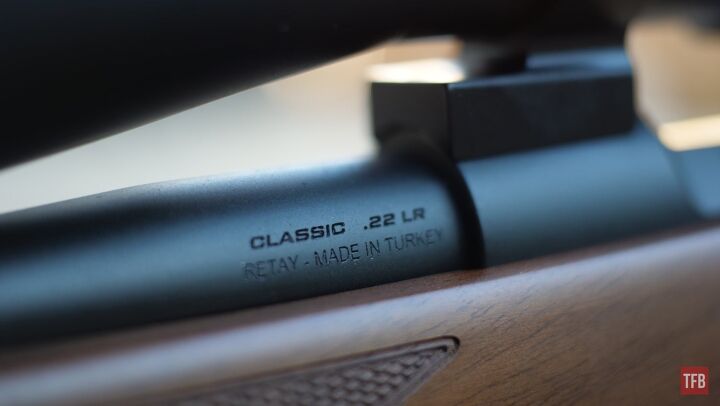 CLASSIC .22 LR
RETAY - MADE IN TURKEY
TFB